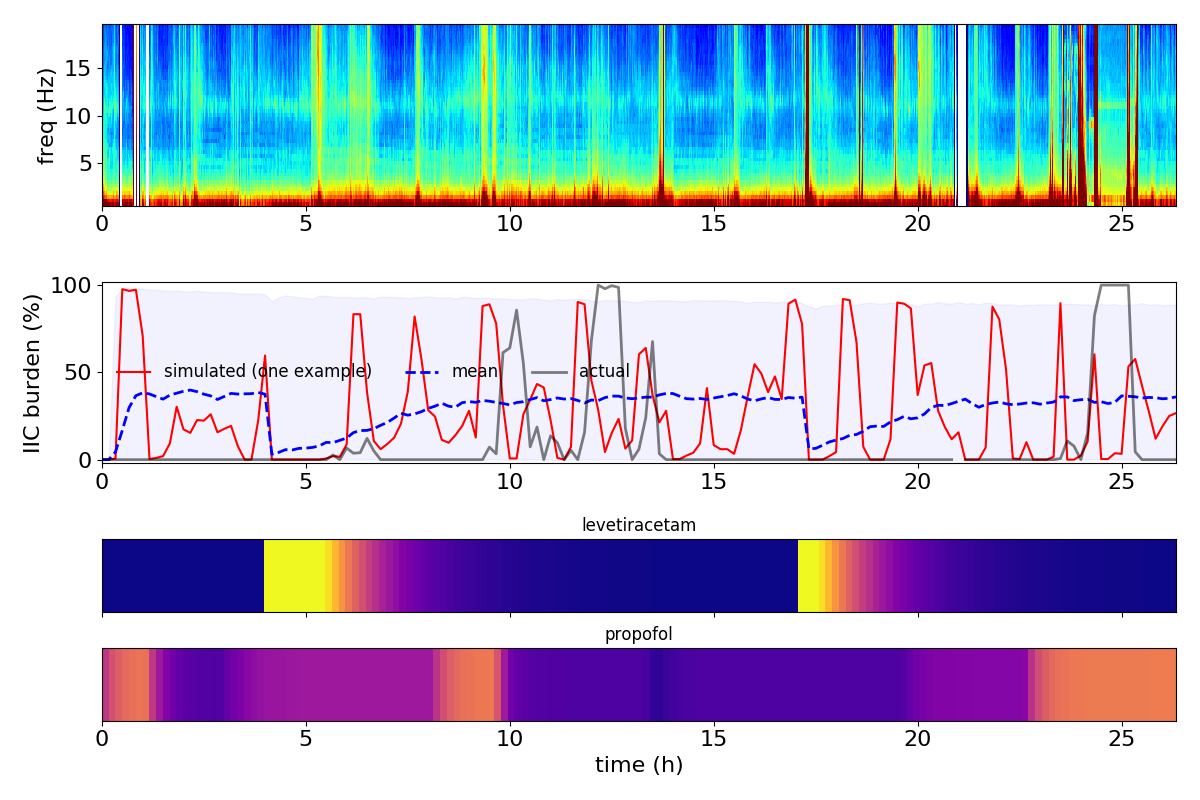 freq (Hz)
15
10
5
0 5 10 15 20 25
IIC burden (%)
100
50
0
simulated (one example) mean actual
0 5 10 15 20 25
levetiracetam
propofol
0 5 10 15 20 25
time (h)